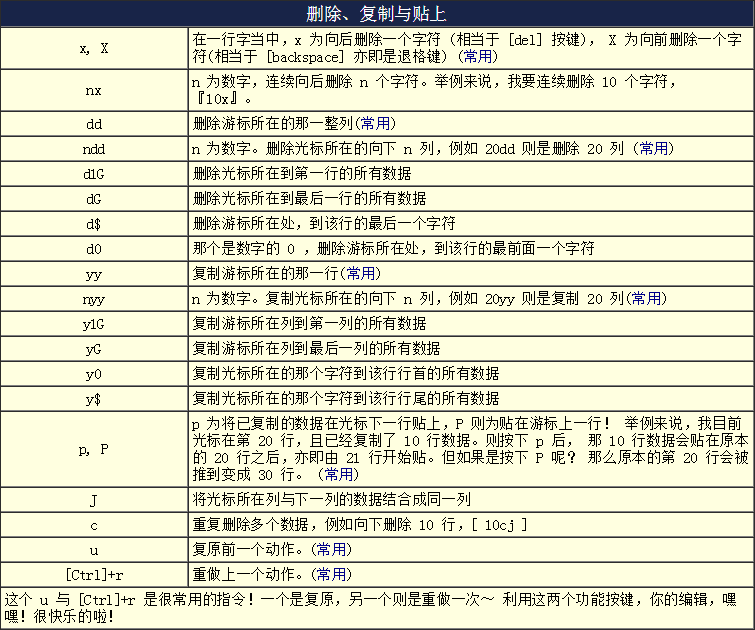 删除、复制与贴上
x, X
在一行字当中，x 为向后删除一个字符 (相当于 [del] 按键)， X 为向前删除一个字
符(相当于 [backspace] 亦即是退格键) (常用)
nx
n 为数字，连续向后删除 n 个字符。举例来说，我要连续删除 10 个字符，
『10x』。
dd
删除游标所在的那一整列(常用)
ndd
n 为数字。删除光标所在的向下 n 列，例如 20dd 则是删除 20 列 (常用)
d1G
删除光标所在到第一行的所有数据
dG
删除光标所在到最后一行的所有数据
d$
删除游标所在处，到该行的最后一个字符
d0
那个是数字的 0 ，删除游标所在处，到该行的最前面一个字符
yy
复制游标所在的那一行(常用)
nyy
n 为数字。复制光标所在的向下 n 列，例如 20yy 则是复制 20 列(常用)
y1G
复制游标所在列到第一列的所有数据
yG
复制游标所在列到最后一列的所有数据
y0
复制光标所在的那个字符到该行行首的所有数据
y$
复制光标所在的那个字符到该行行尾的所有数据
p, P
p 为将已复制的数据在光标下一行贴上，P 则为贴在游标上一行！ 举例来说，我目前
光标在第 20 行，且已经复制了 10 行数据。则按下 p 后， 那 10 行数据会贴在原本
的 20 行之后，亦即由 21 行开始贴。但如果是按下 P 呢？ 那么原本的第 20 行会被
推到变成 30 行。 (常用)
J
将光标所在列与下一列的数据结合成同一列
c
重复删除多个数据，例如向下删除 10 行，[ 10cj ]
u
复原前一个动作。(常用)
[Ctrl]+r
重做上一个动作。(常用)
这个 u 与 [Ctrl]+r 是很常用的指令！一个是复原，另一个则是重做一次～ 利用这两个功能按键，你的编辑，嘿
嘿！很快乐的啦！